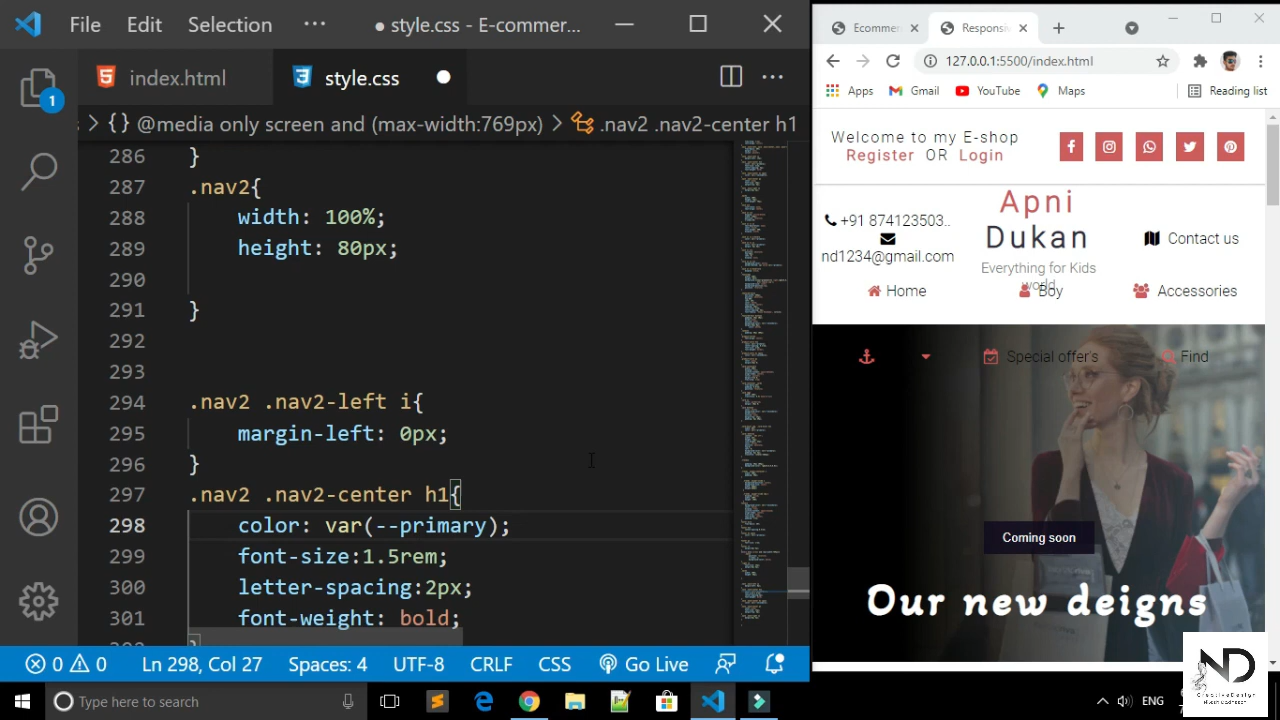 File Edit Selection ··· ● style.css - E-commer...
index.html
style.css
@media only screen and (max-width:769px) > .nav2 .nav2-center h1
286 }
287 .nav2{
288 width: 100%;
289 height: 80px;
290
291 }
292
293
294 .nav2 .nav2-left i{
295 margin-left: 0px;
296 }
297 .nav2 .nav2-center h1{
298 color: var(--primary);
299 font-size:1.5rem;
300 letter-spacing:2px;
301 font-weight: bold;
}
0 0 Ln 298, Col 27 Spaces: 4 UTF-8 CRLF CSS Go Live
Type here to search
Ecommer
Responsi
127.0.0.1:5500/index.html
Apps Gmail YouTube Maps Reading list
Welcome to my E-shop
Register OR Login
Apni
Dukan
Everything for Kids
world
+91 874123503..
nd1234@gmail.com
Contact us
Home Boy Accessories
Special offer's Find
Coming soon
Our new deigns
ENG
ND